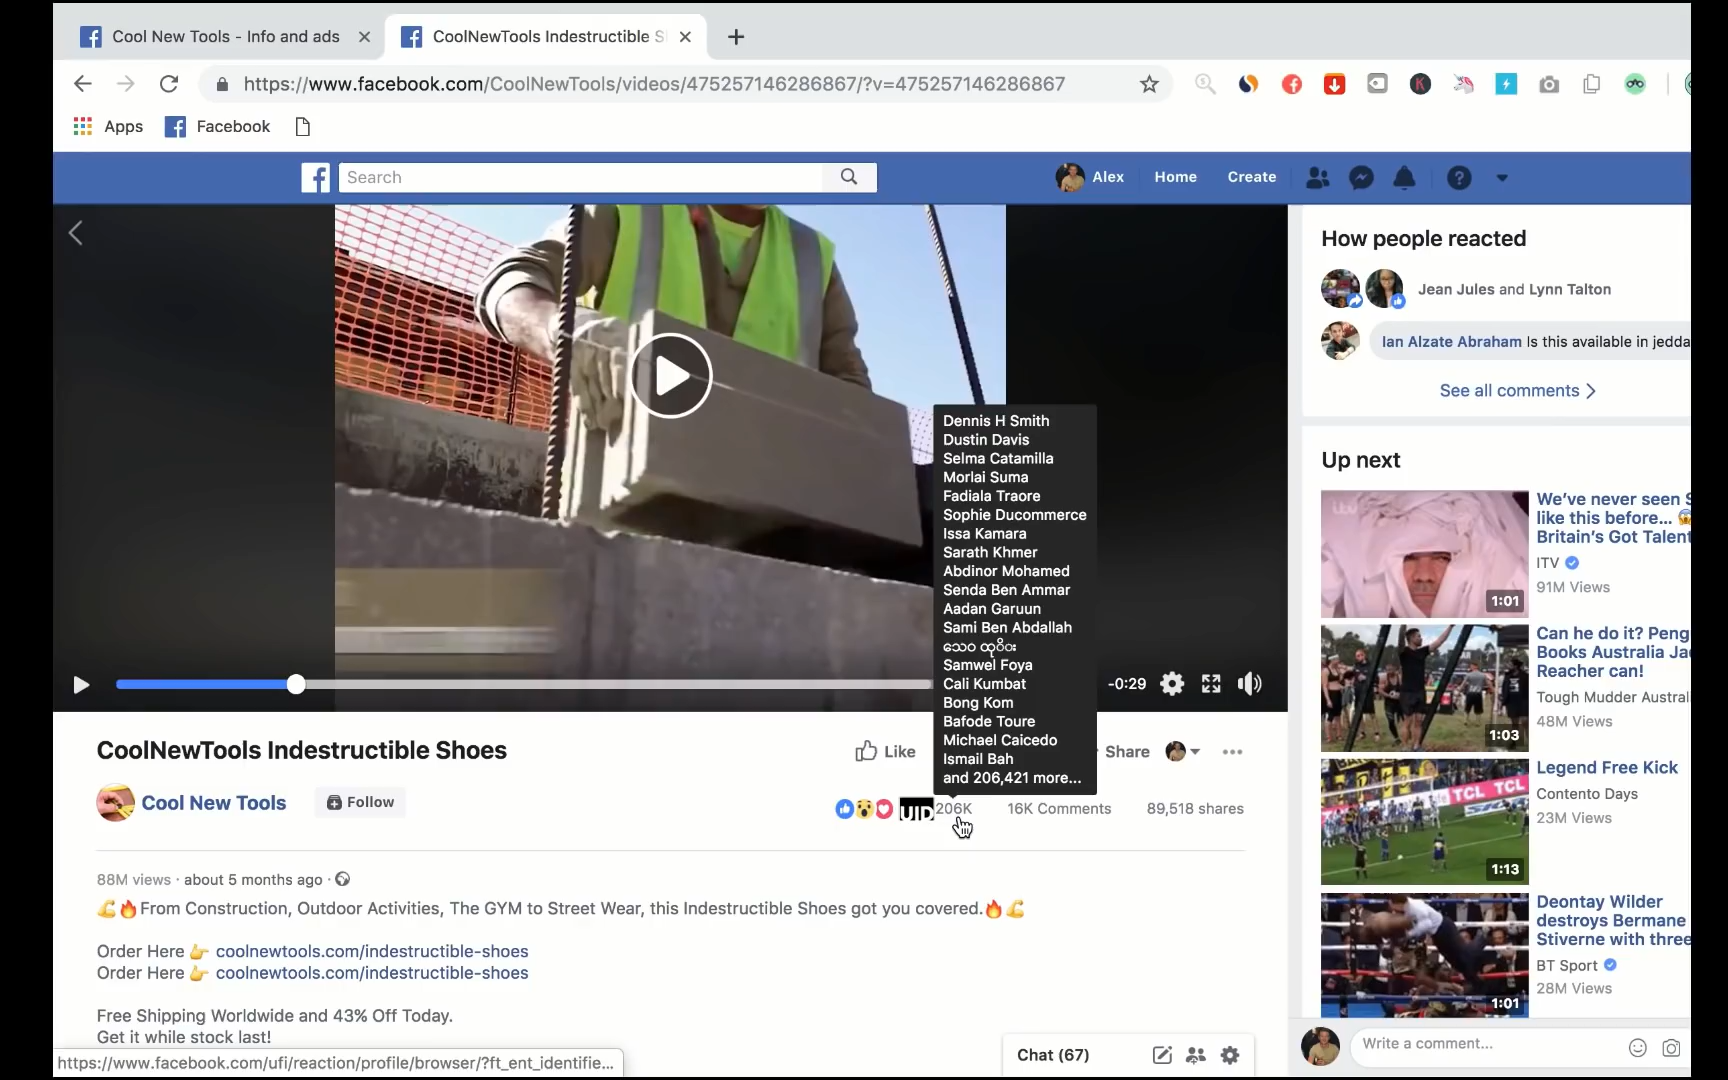 Cool New Tools - Info and ads
CoolNewTools Indestructible S
https://www.facebook.com/CoolNewTools/videos/475257146286867/?v=475257146286867
Apps
Facebook
Search
Alex
Home
Create
How people reacted
Jean Jules and Lynn Talton
Ian Alzate Abraham Is this available in jedda
See all comments
Dennis H Smith
Dustin Davis
Selma Catamilla
Morlai Suma
Fadiala Traore
Sophie Ducommerce
Issa Kamara
Sarath Khmer
Abdinor Mohamed
Senda Ben Ammar
Aadan Garuun
Sami Ben Abdallah
Samwel Foya
Cali Kumbat
Bong Kom
Bafode Toure
Michael Caicedo
Ismail Bah
and 206,421 more...
-0:29
CoolNewTools Indestructible Shoes
Like
Share
Cool New Tools
Follow
UID
206K
16K Comments
89,518 shares
88M views · about 5 months ago ·
💪🔥From Construction, Outdoor Activities, The GYM to Street Wear, this Indestructible Shoes got you covered.🔥💪
Order Here 👉 coolnewtools.com/indestructible-shoes
Order Here 👉 coolnewtools.com/indestructible-shoes
Free Shipping Worldwide and 43% Off Today.
Get it while stock last!
https://www.facebook.com/ufi/reaction/profile/browser/?ft_ent_identifie...
Up next
We've never seen S
like this before... 😱
Britain's Got Talent
ITV
91M Views
1:01
Can he do it? Peng
Books Australia Ja
Reacher can!
Tough Mudder Austral
48M Views
1:03
Legend Free Kick
Contento Days
23M Views
TCL TCL
1:13
Deontay Wilder
destroys Bermane
Stiverne with three
BT Sport
28M Views
1:01
Chat (67)
Write a comment...